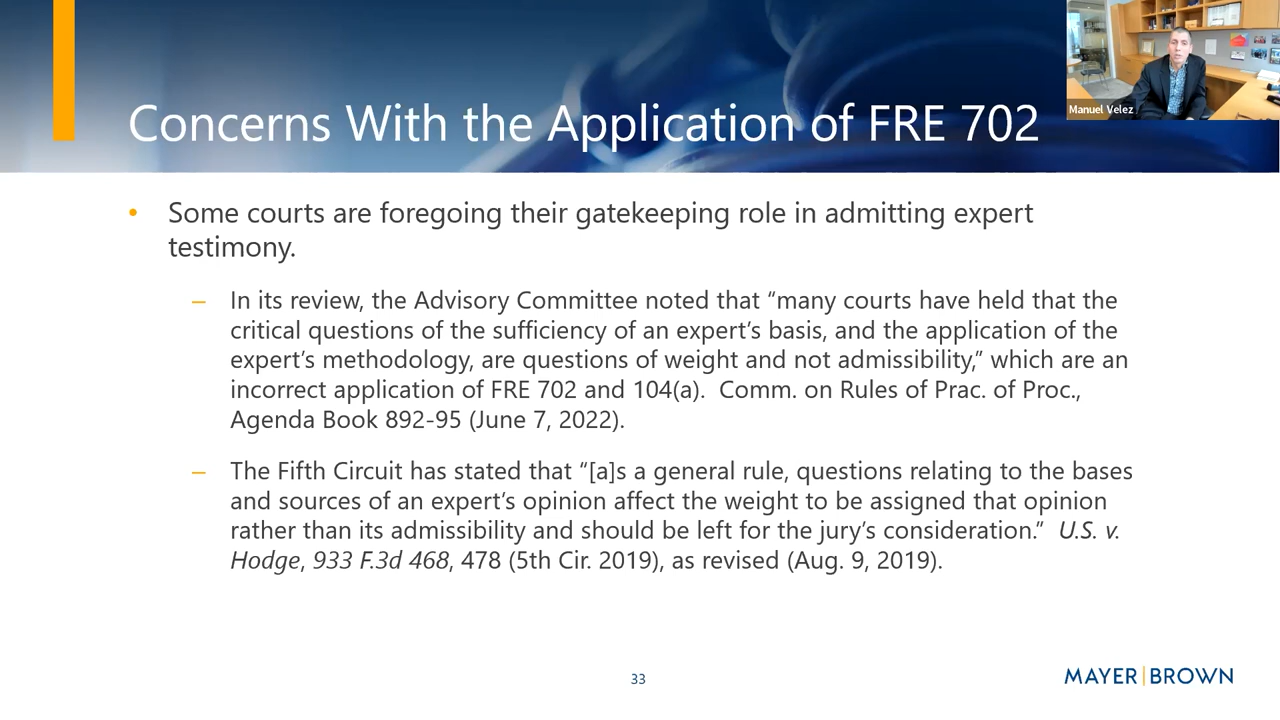 Manuel Velez
Concerns With the Application of FRE 702
• Some courts are foregoing their gatekeeping role in admitting expert
testimony.
– In its review, the Advisory Committee noted that “many courts have held that the
critical questions of the sufficiency of an expert’s basis, and the application of the
expert’s methodology, are questions of weight and not admissibility,” which are an
incorrect application of FRE 702 and 104(a).  Comm. on Rules of Prac. of Proc.,
Agenda Book 892-95 (June 7, 2022).
– The Fifth Circuit has stated that “[a]s a general rule, questions relating to the bases
and sources of an expert’s opinion affect the weight to be assigned that opinion
rather than its admissibility and should be left for the jury’s consideration.”  U.S. v.
Hodge, 933 F.3d 468, 478 (5th Cir. 2019), as revised (Aug. 9, 2019).
33
MAYER | BROWN